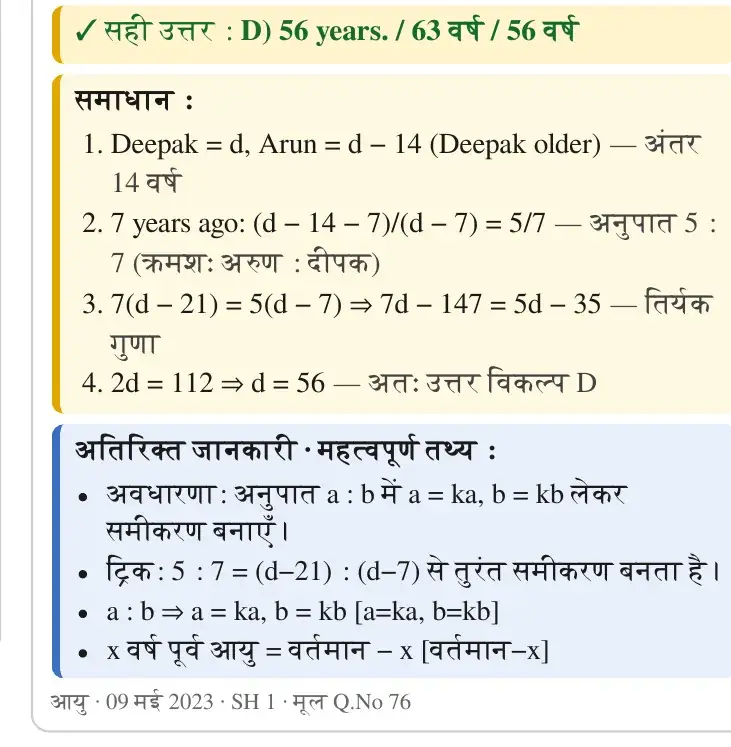 ✓ सही उत्तर : D) 56 years. / 63 वर्ष / 56 वर्ष
समाधान :
1. Deepak = d, Arun = d − 14 (Deepak older) — अंतर
14 वर्ष
2. 7 years ago: (d − 14 − 7)/(d − 7) = 5/7 — अनुपात 5 :
7 (क्रमशः अरुण : दीपक)
3. 7(d − 21) = 5(d − 7) ⇒ 7d − 147 = 5d − 35 — तिर्यक
गुणा
4. 2d = 112 ⇒ d = 56 — अतः उत्तर विकल्प D
अतिरिक्त जानकारी · महत्वपूर्ण तथ्य :
• अवधारणा : अनुपात a : b में a = ka, b = kb लेकर
समीकरण बनाएँ।
• ट्रिक : 5 : 7 = (d−21) : (d−7) से तुरंत समीकरण बनता है।
• a : b ⇒ a = ka, b = kb [a=ka, b=kb]
• x वर्ष पूर्व आयु = वर्तमान − x [वर्तमान−x]
आयु · 09 मई 2023 · SH 1 · मूल Q.No 76